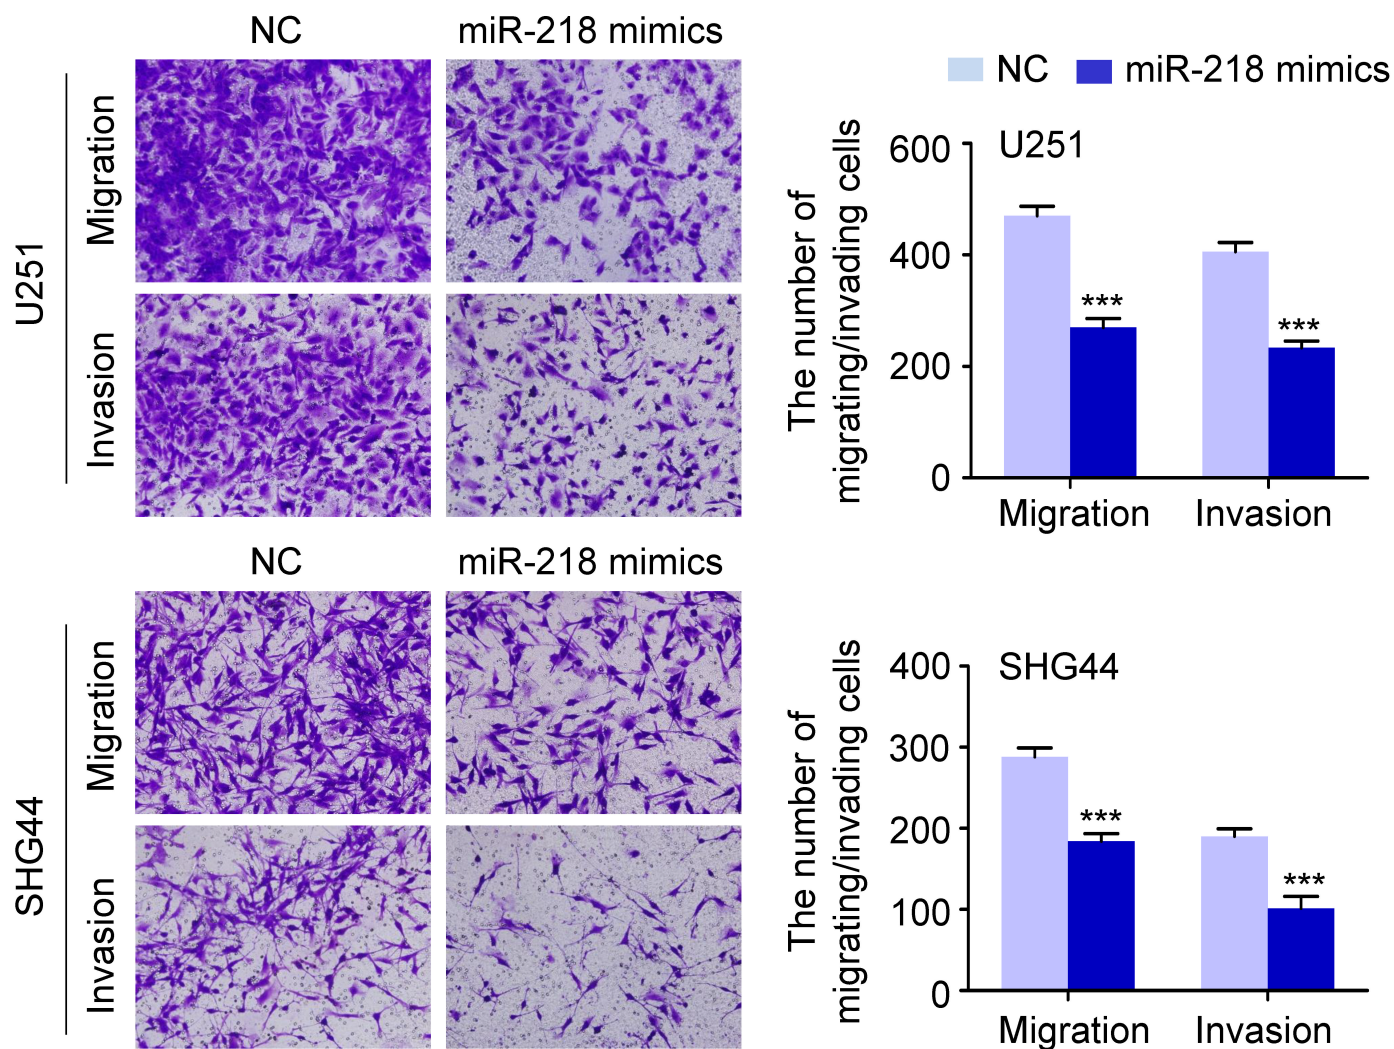 NC
miR-218 mimics
U251
Migration
Invasion
NC
miR-218 mimics
The number of
migrating/invading cells
600
400
200
0
U251
***
***
Migration
Invasion
NC
miR-218 mimics
SHG44
Migration
Invasion
The number of
migrating/invading cells
400
300
200
100
0
SHG44
***
***
Migration
Invasion